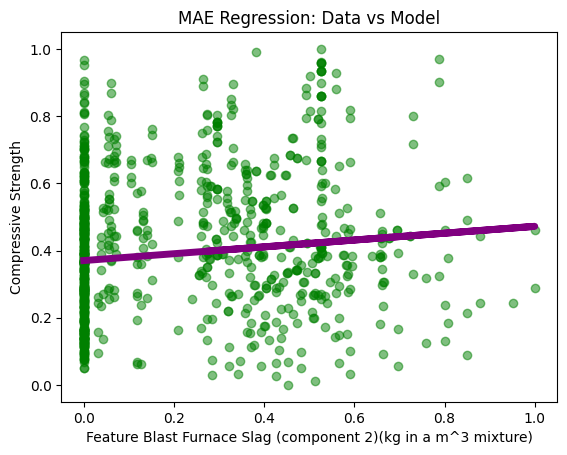 MAE Regression: Data vs Model
1.0
0.8
0.6
0.4
0.2
0.0
Compressive Strength
0.0 0.2 0.4 0.6 0.8 1.0
Feature Blast Furnace Slag (component 2)(kg in a m^3 mixture)